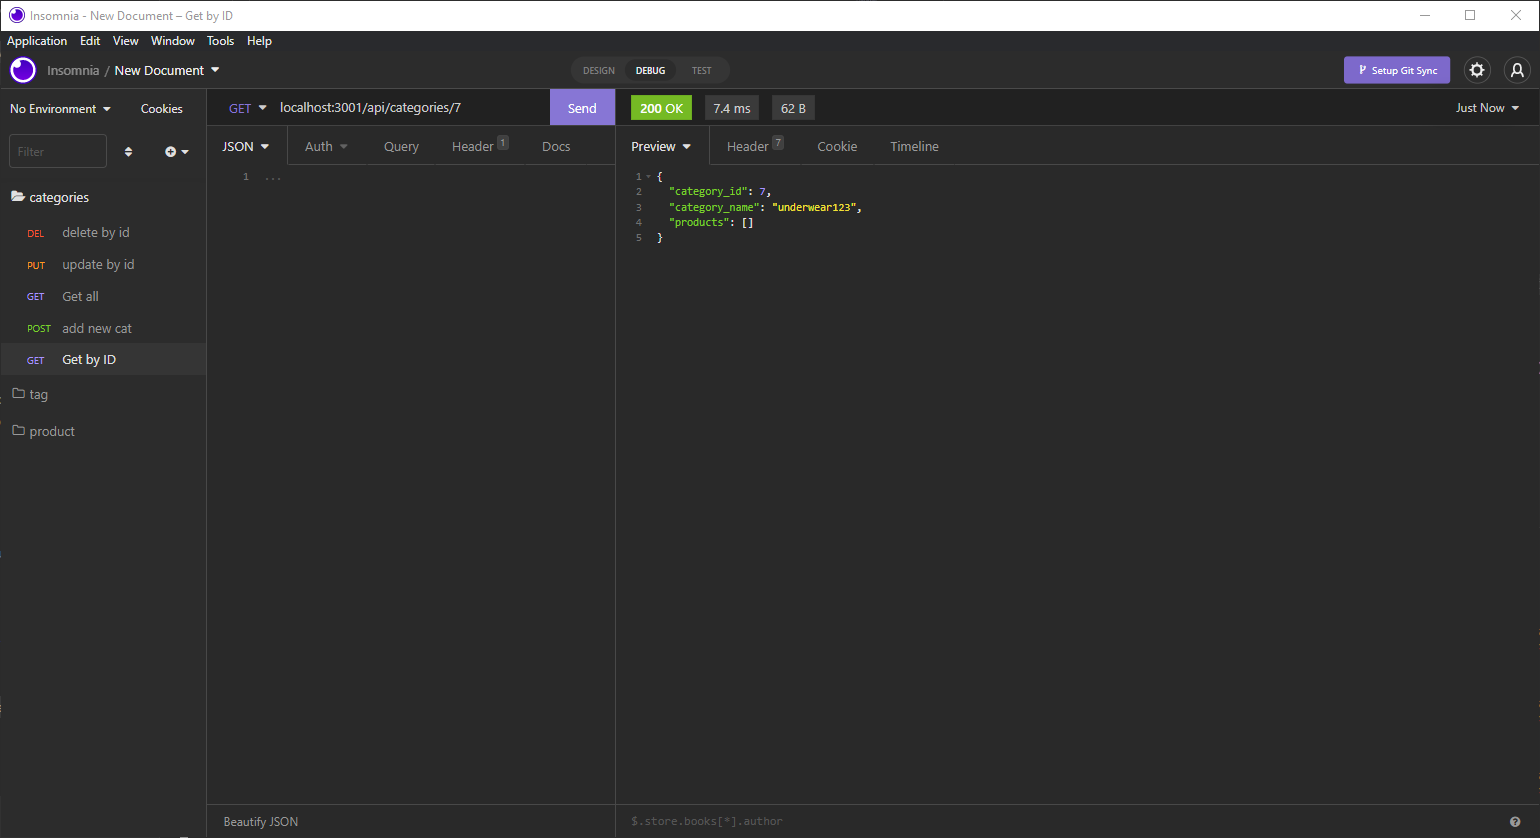 Insomnia - New Document – Get by ID
Application Edit View Window Tools Help
Insomnia / New Document
DESIGN DEBUG TEST
Setup Git Sync
No Environment Cookies
GET localhost:3001/api/categories/7 Send
200 OK 7.4 ms 62 B
Just Now
Filter
JSON Auth Query Header 1 Docs
Preview Header 7 Cookie Timeline
1 ...
1 {
2 "category_id": 7,
3 "category_name": "underwear123",
4 "products": []
5 }
categories
DEL delete by id
PUT update by id
GET Get all
POST add new cat
GET Get by ID
tag
product
Beautify JSON
$.store.books[*].author